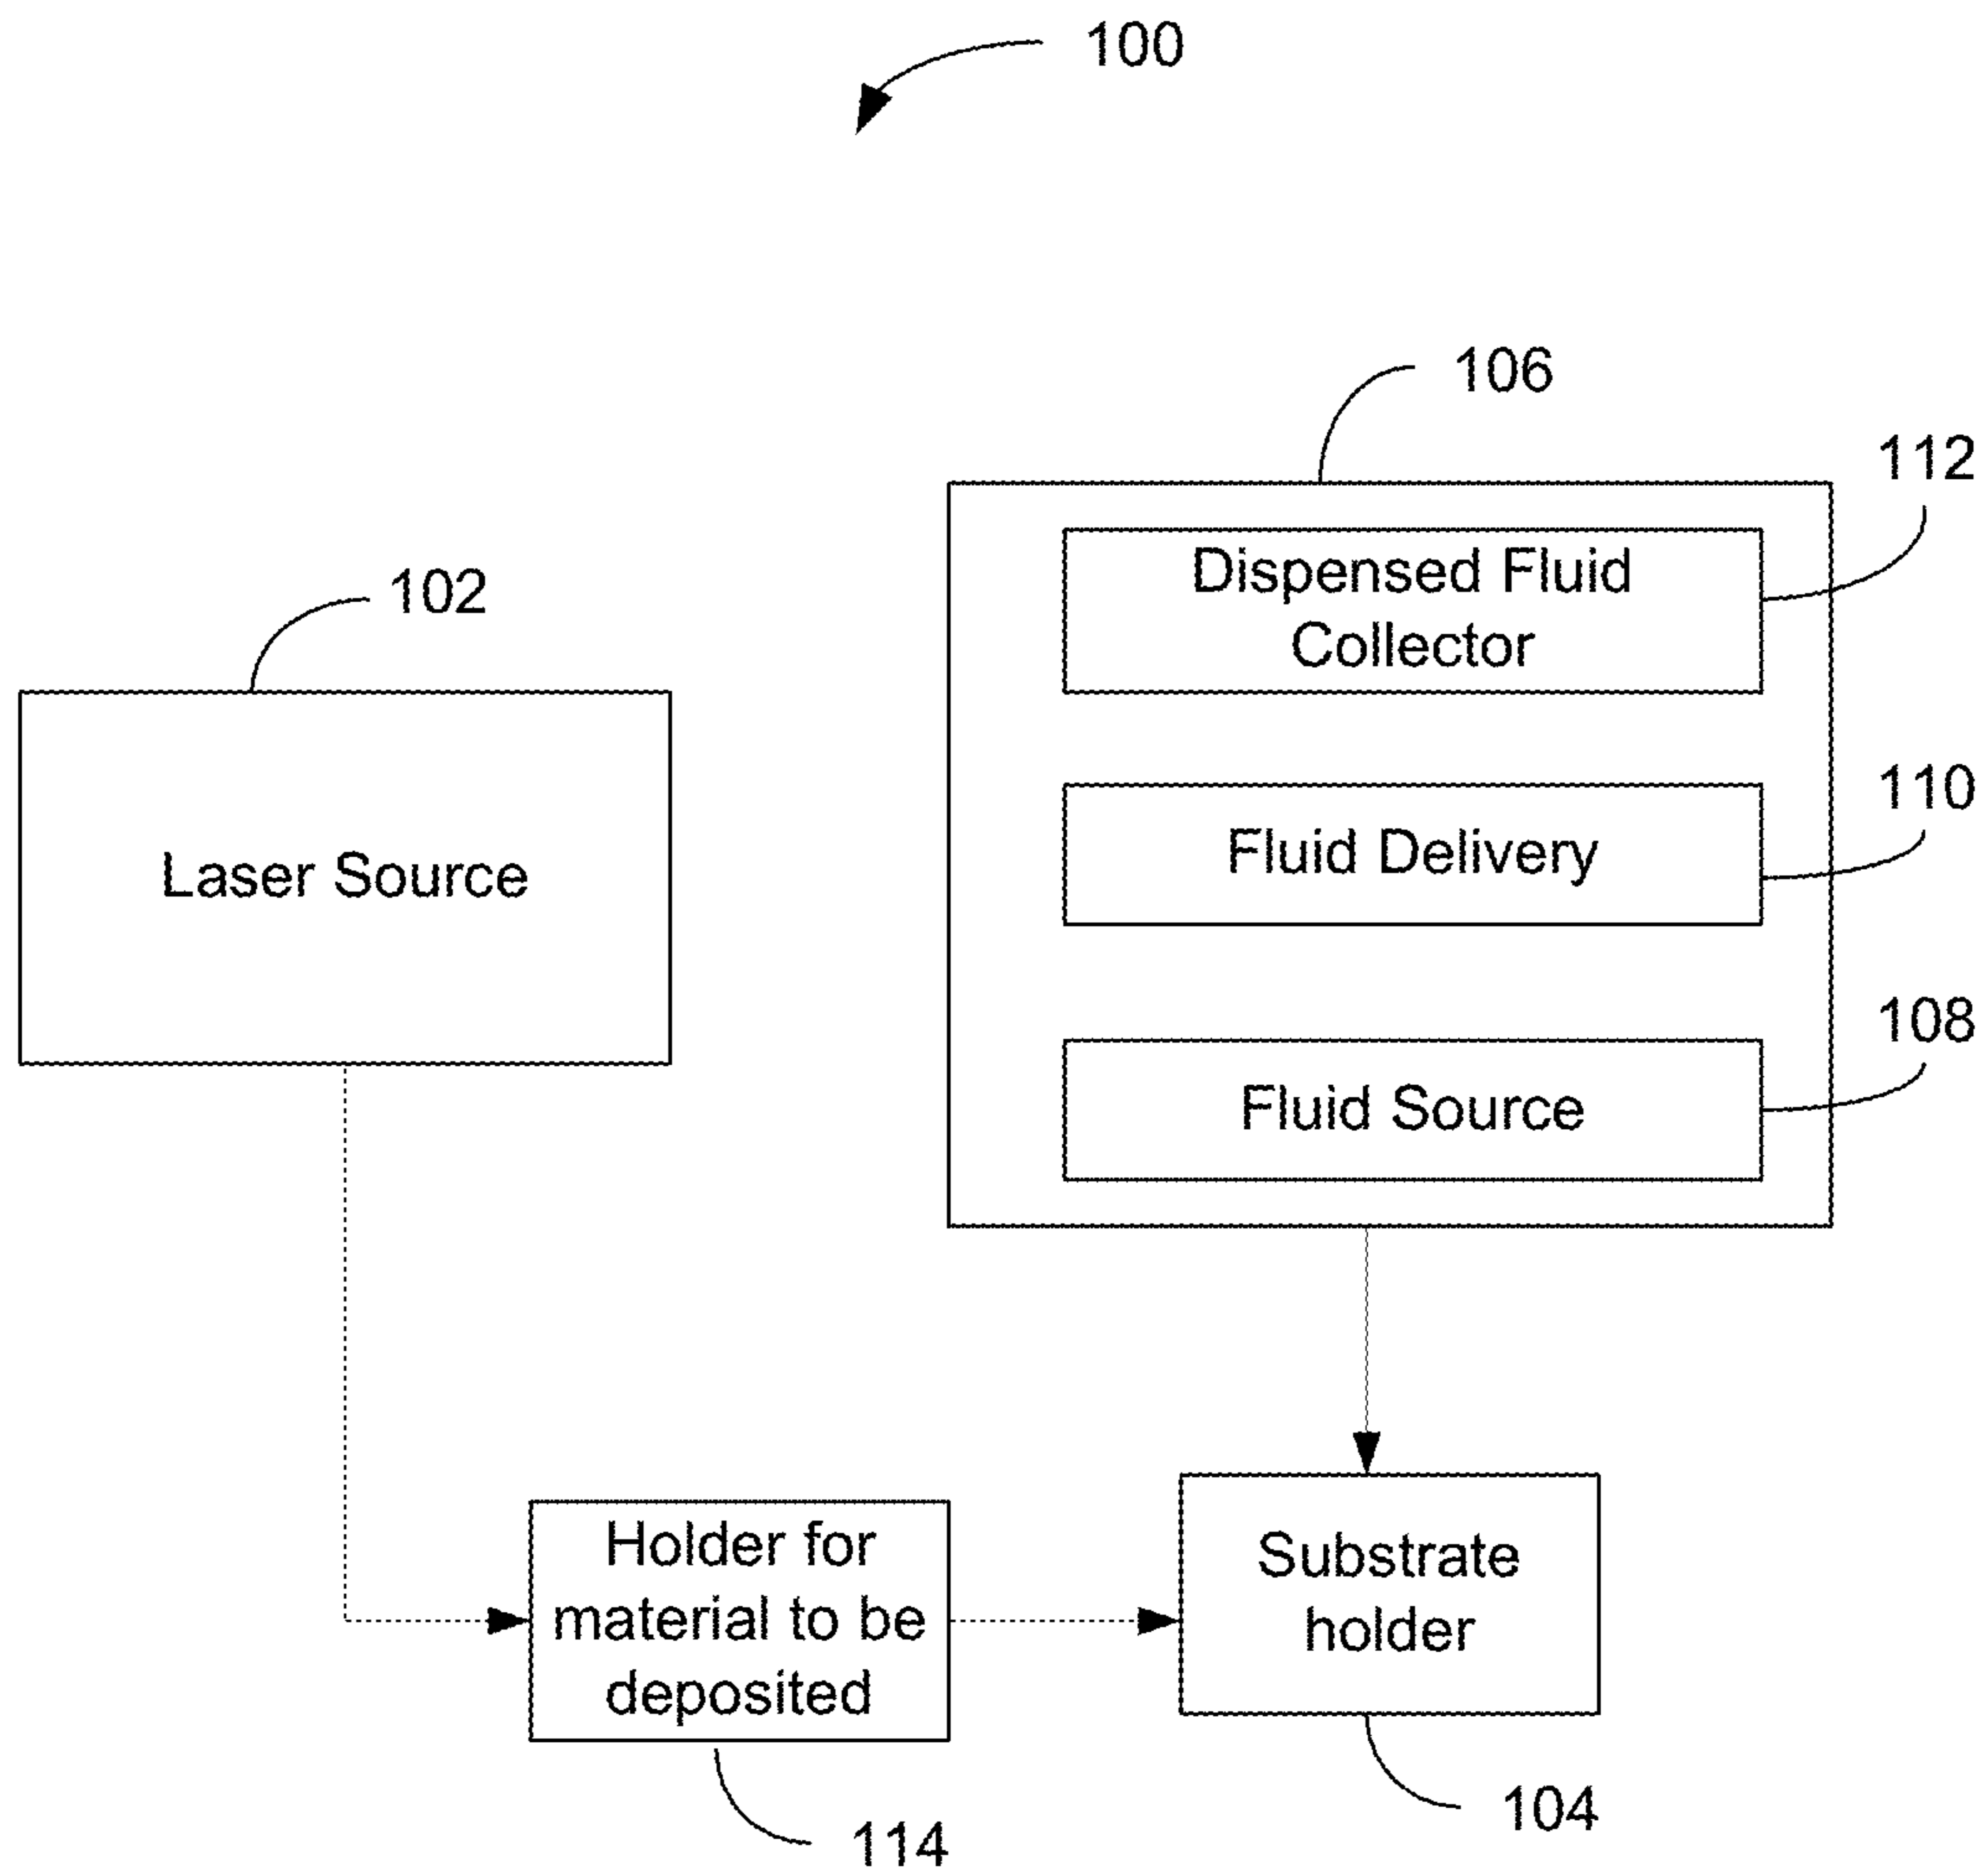 100
106
112
Dispensed Fluid
Collector
102
110
Fluid Delivery
Laser Source
108
Fluid Source
Holder for
material to be
deposited
Substrate
holder
104
114